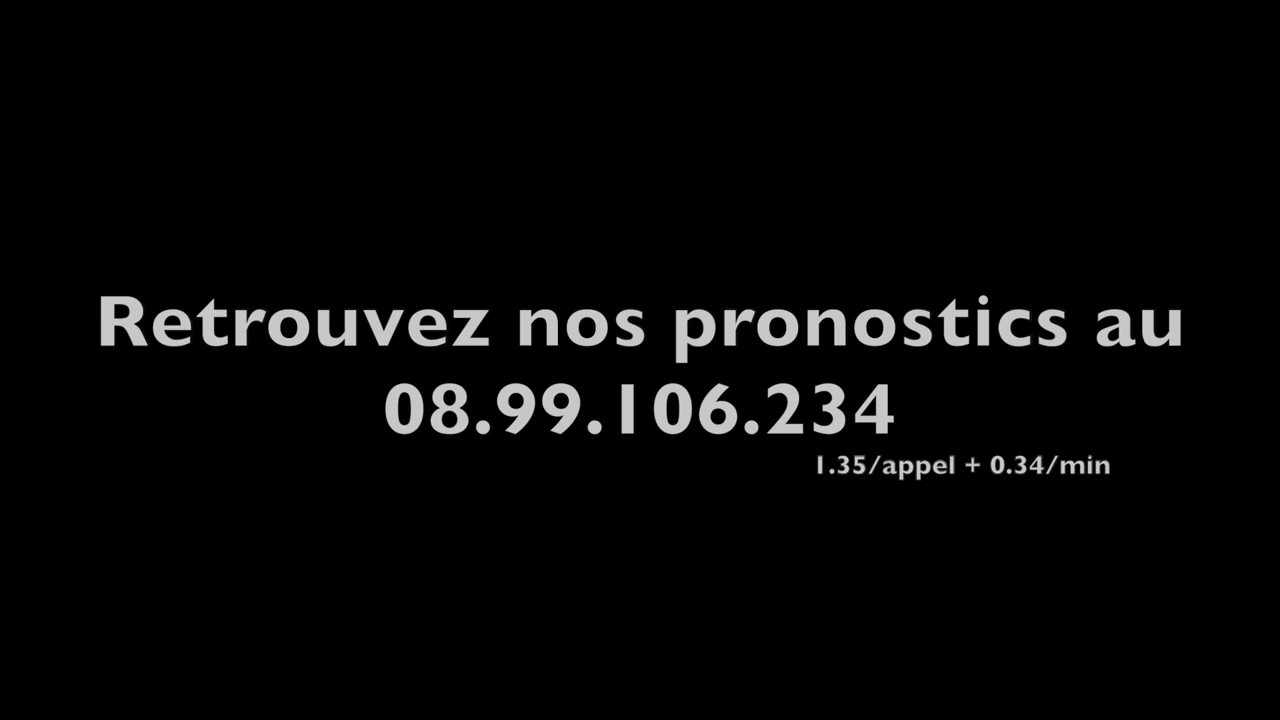 Retrouvez nos pronostics au
08.99.106.234
1.35/appel + 0.34/min